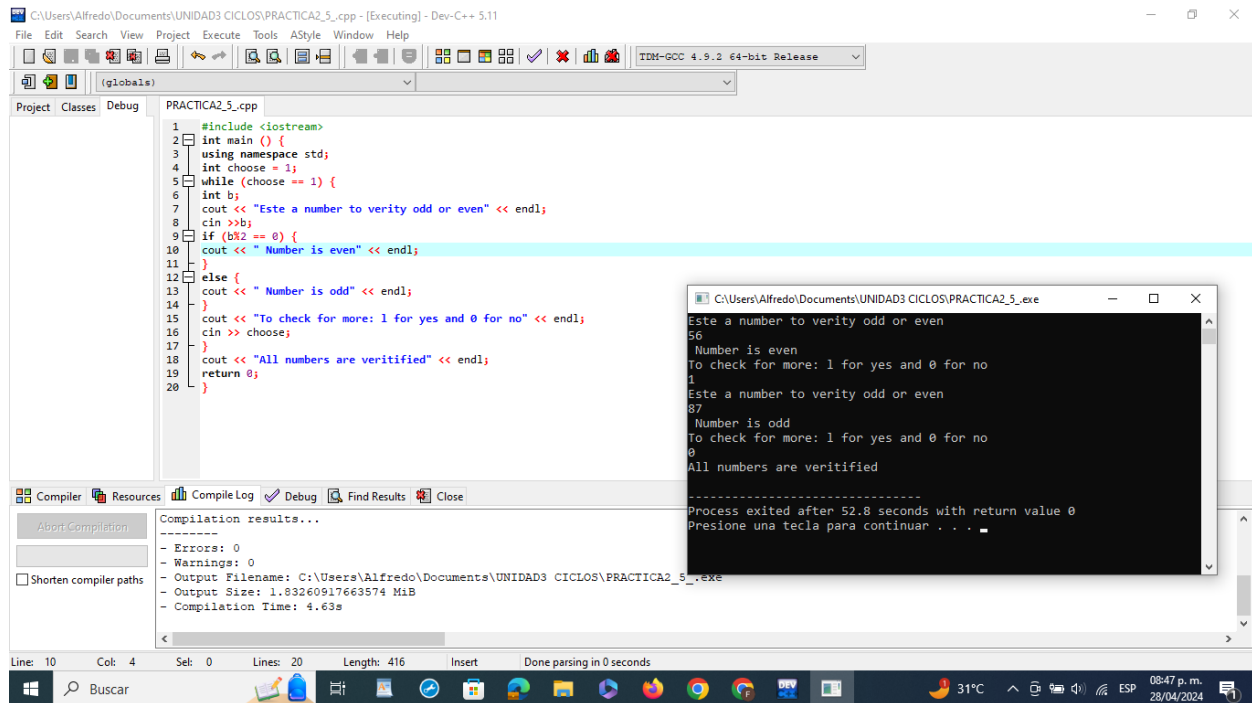 C:\Users\Alfredo\Documents\UNIDAD3 CICLOS\PRACTICA2_5_.cpp - [Executing] - Dev-C++ 5.11
File Edit Search View Project Execute Tools AStyle Window Help
TDM-GCC 4.9.2 64-bit Release
(globals)
Project Classes Debug PRACTICA2_5_.cpp
1 #include <iostream>
2 int main () {
3 using namespace std;
4 int choose = 1;
5 while (choose == 1) {
6 int b;
7 cout << "Este a number to verity odd or even" << endl;
8 cin >>b;
9 if (b%2 == 0) {
10 cout << " Number is even" << endl;
11 }
12 else {
13 cout << " Number is odd" << endl;
14 }
15 cout << "To check for more: l for yes and 0 for no" << endl;
16 cin >> choose;
17 }
18 cout << "All numbers are veritified" << endl;
19 return 0;
20 }
C:\Users\Alfredo\Documents\UNIDAD3 CICLOS\PRACTICA2_5_.exe
Este a number to verity odd or even
56
Number is even
To check for more: l for yes and 0 for no
1
Este a number to verity odd or even
87
Number is odd
To check for more: l for yes and 0 for no
0
All numbers are veritified
--------------------------------
Process exited after 52.8 seconds with return value 0
Presione una tecla para continuar . . .
Compiler Resources Compile Log Debug Find Results Close
Abort Compilation
Shorten compiler paths
Compilation results...
--------
- Errors: 0
- Warnings: 0
- Output Filename: C:\Users\Alfredo\Documents\UNIDAD3 CICLOS\PRACTICA2_5_.exe
- Output Size: 1.83260917663574 MiB
- Compilation Time: 4.63s
Line: 10 Col: 4 Sel: 0 Lines: 20 Length: 416 Insert Done parsing in 0 seconds
Buscar
31°C ESP
08:47 p. m.
28/04/2024